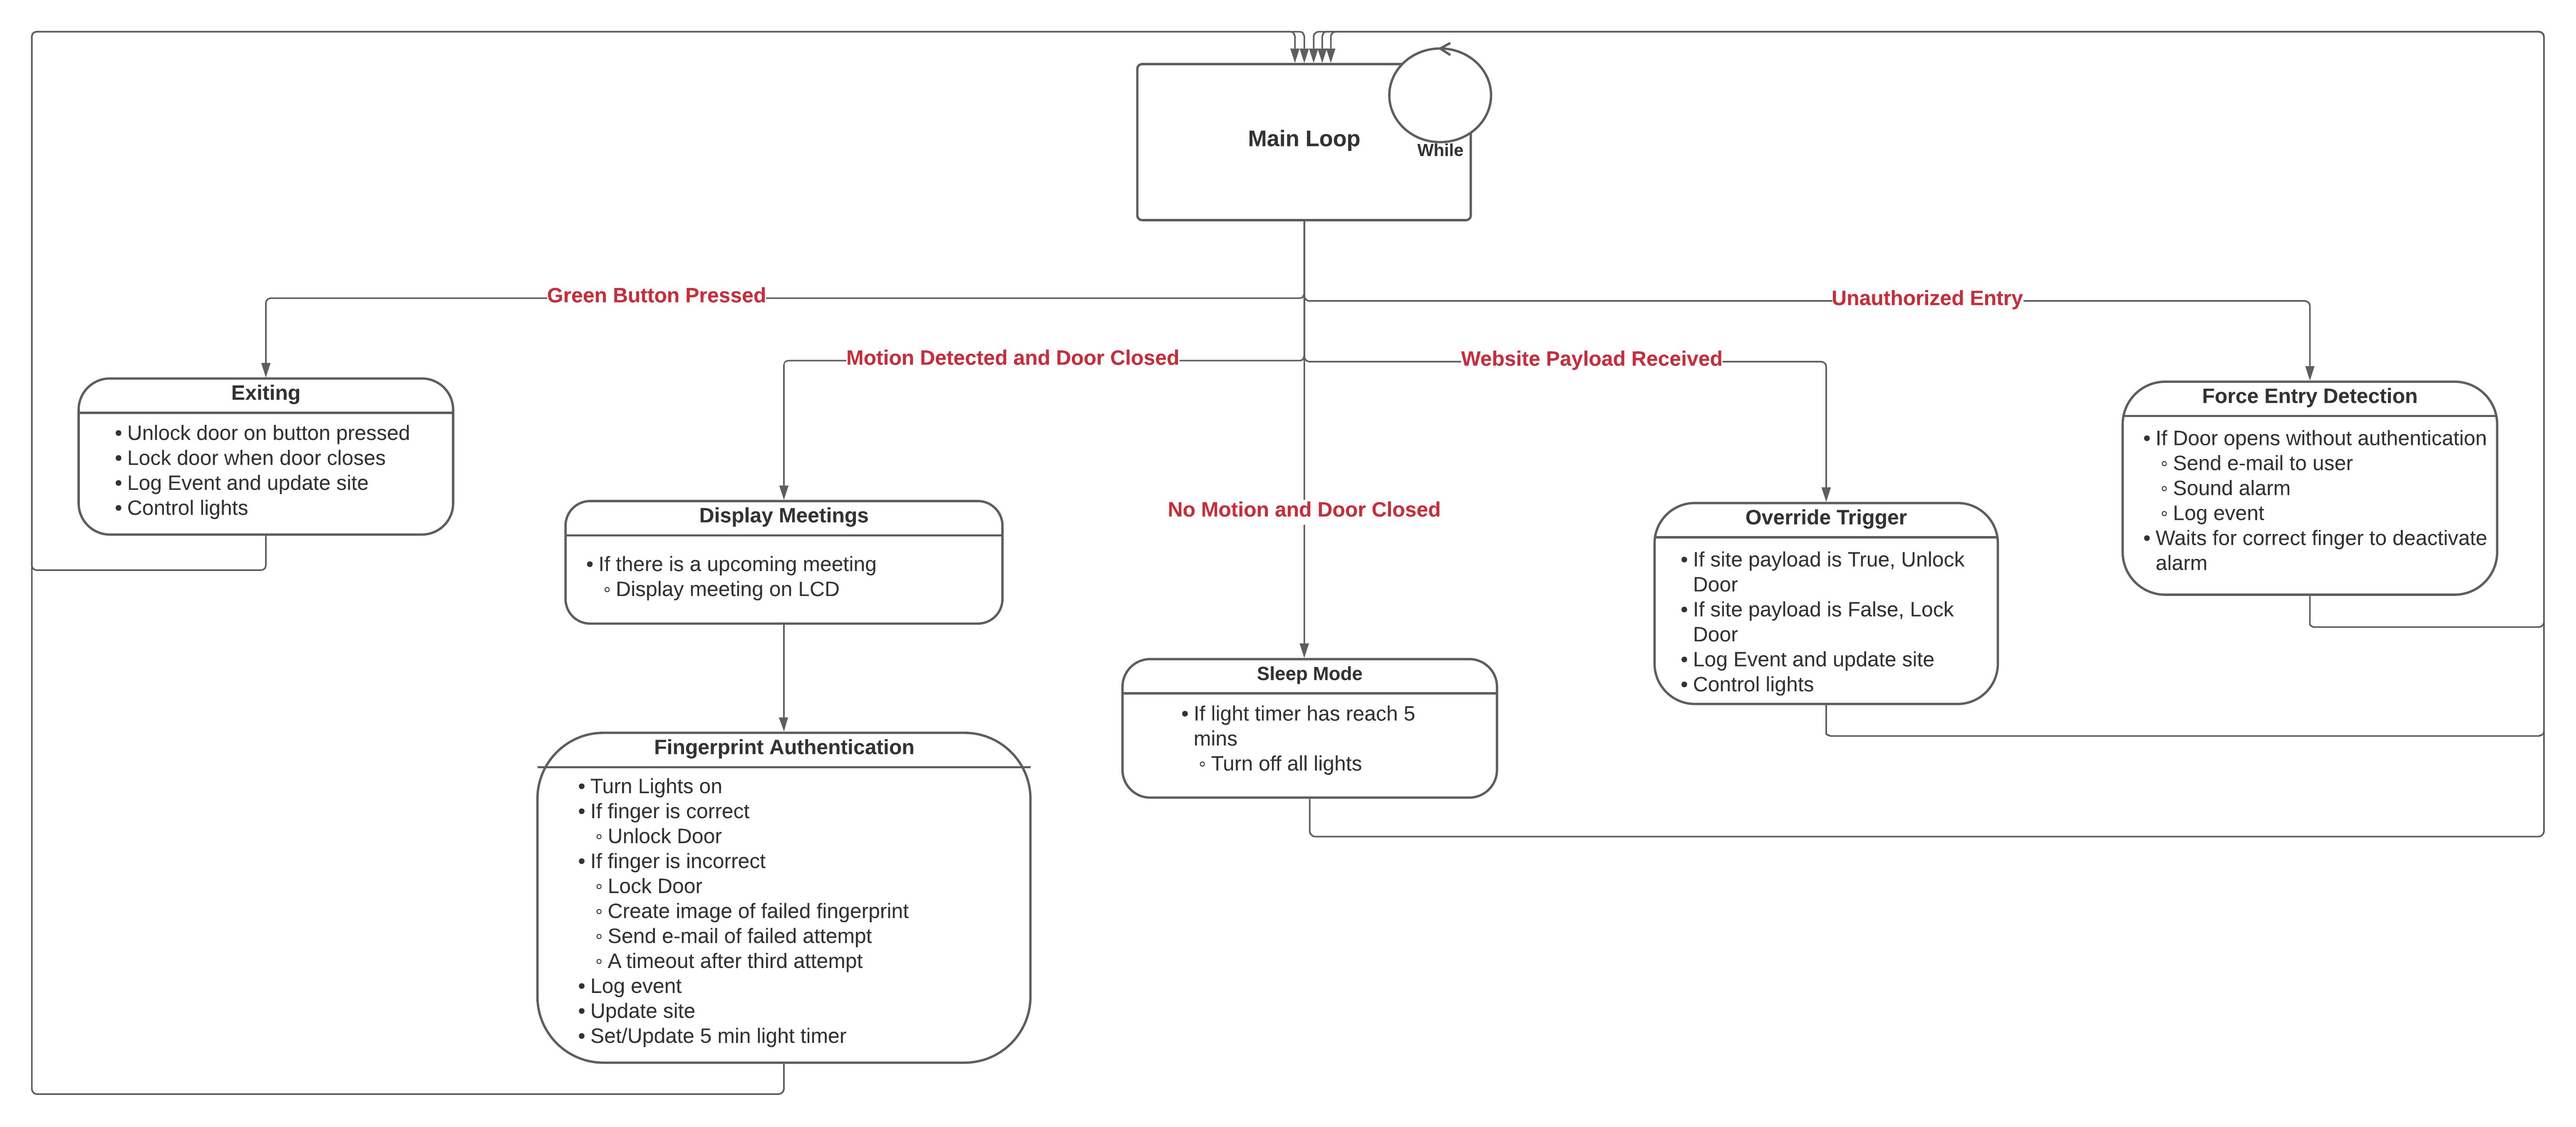 Main Loop
While
Green Button Pressed
Unauthorized Entry
Motion Detected and Door Closed
Website Payload Received
No Motion and Door Closed
Exiting
• Unlock door on button pressed
• Lock door when door closes
• Log Event and update site
• Control lights
Display Meetings
• If there is a upcoming meeting
◦ Display meeting on LCD
Fingerprint Authentication
• Turn Lights on
• If finger is correct
◦ Unlock Door
• If finger is incorrect
◦ Lock Door
◦ Create image of failed fingerprint
◦ Send e-mail of failed attempt
◦ A timeout after third attempt
• Log event
• Update site
• Set/Update 5 min light timer
Sleep Mode
• If light timer has reach 5
mins
◦ Turn off all lights
Override Trigger
• If site payload is True, Unlock
Door
• If site payload is False, Lock
Door
• Log Event and update site
• Control lights
Force Entry Detection
• If Door opens without authentication
◦ Send e-mail to user
◦ Sound alarm
◦ Log event
• Waits for correct finger to deactivate
alarm